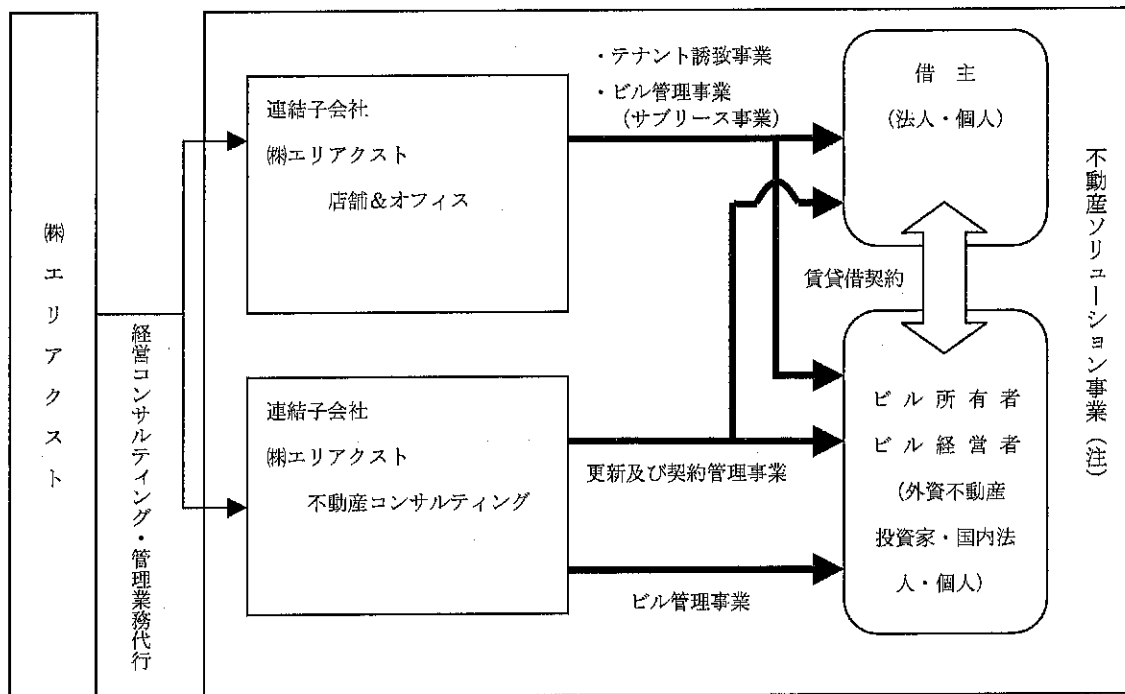 ㈱エリアクスト
経営コンサルティング・管理業務代行
連結子会社
㈱エリアクスト
店舗＆オフィス
連結子会社
㈱エリアクスト
不動産コンサルティング
・テナント誘致事業
・ビル管理事業
（サブリース事業）
更新及び契約管理事業
ビル管理事業
借主
（法人・個人）
賃貸借契約
ビル所有者
ビル経営者
（外資不動産
投資家・国内法
人・個人）
不動産ソリューション事業（注）